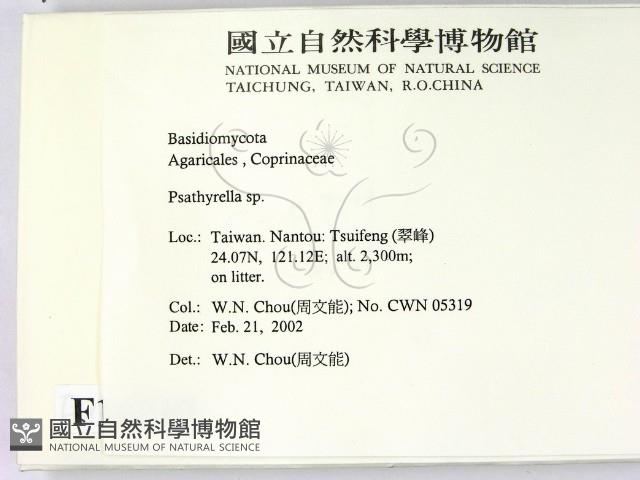 國立自然科學博物館
NATIONAL MUSEUM OF NATURAL SCIENCE
TAICHUNG, TAIWAN, R.O.CHINA
Basidiomycota
Agaricales , Coprinaceae
Psathyrella sp.
Loc.: Taiwan. Nantou: Tsuifeng (翠峰)
24.07N, 121.12E; alt. 2,300m;
on litter.
Col.: W.N. Chou(周文能); No. CWN 05319
Date: Feb. 21, 2002
Det.: W.N. Chou(周文能)
國立自然科學博物館
NATIONAL MUSEUM OF NATURAL SCIENCE